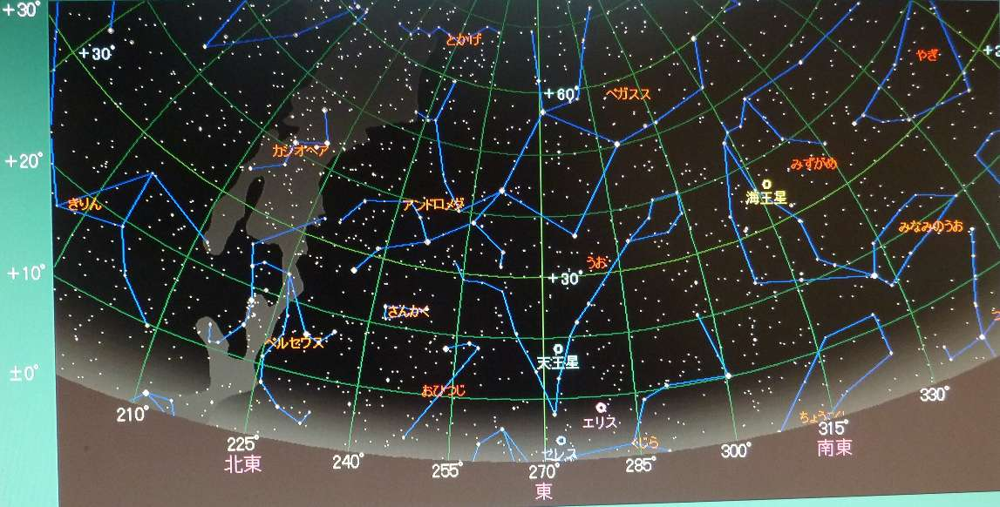 +30°
+30°
とかげ
やぎ
+60°
ペガスス
カシオペア
+20°
みずがめ
海王星
きりん
アンドロメダ
みなみのうお
うお
+10°
+30°
さんかく
ペルセウス
天王星
±0°
おひつじ
エリス
210°
ちょう
330°
315°
225°
くじら
300°
南東
セレス
240°
285°
北東
255°
270°
東